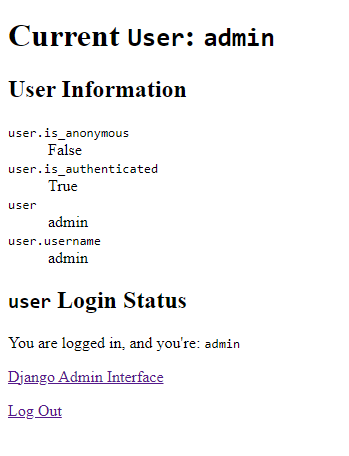 Current User: admin
User Information
user.is_anonymous
False
user.is_authenticated
True
user
admin
user.username
admin
user Login Status
You are logged in, and you're: admin
Django Admin Interface
Log Out